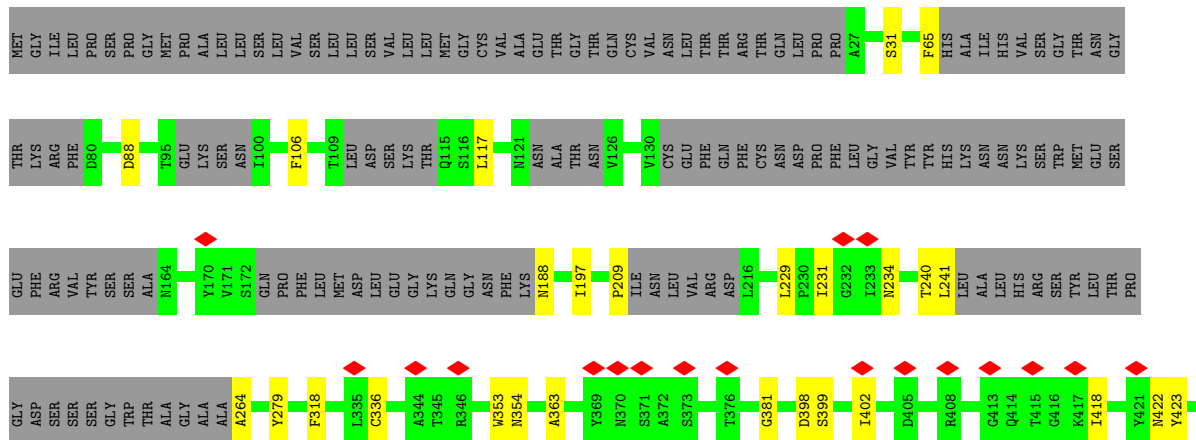 MET GLY ILE LEU PRO SER PRO GLY MET PRO ALA LEU LEU SER LEU VAL SER LEU LEU SER VAL LEU LEU MET GLY CYS VAL ALA GLU THR GLY THR GLN CYS VAL ASN LEU THR THR ARG THR GLN LEU PRO PRO A27 S31 F65 HIS ALA ILE HIS VAL SER GLY THR ASN GLY
THR LYS ARG PHE D80 D88 T95 GLU LYS SER ASN I100 F106 T109 LEU ASP SER LYS THR Q115 S116 L117 N121 ASN ALA THR ASN V126 V130 CYS GLU PHE GLN PHE CYS ASN ASP PRO PHE LEU GLY VAL TYR TYR HIS LYS ASN ASN LYS SER TRP MET GLU SER
GLU PHE ARG VAL TYR SER SER ALA N164 Y170 V171 S172 GLN PRO PHE LEU MET ASP LEU GLU GLY LYS GLN GLY ASN PHE LYS N188 I197 P209 ILE ASN LEU VAL ARG ASP L216 L229 P230 I231 G232 I233 N234 T240 L241 LEU ALA LEU HIS ARG SER TYR LEU THR PRO
GLY ASP SER SER SER GLY TRP THR ALA GLY ALA ALA A264 Y279 F318 L335 C336 A344 T345 R346 W353 N354 A363 Y369 N370 S371 A372 S373 T376 G381 D398 S399 I402 D405 R408 G413 Q414 T415 G416 K417 I418 Y421 N422 Y423